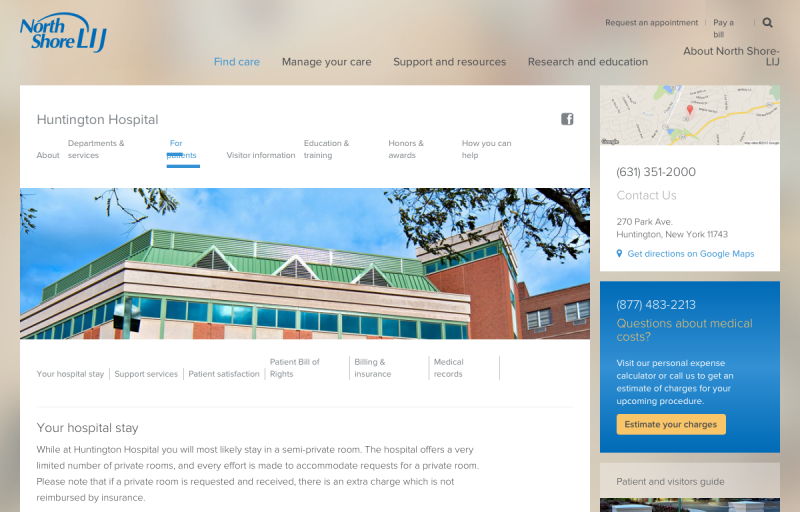 North
Shore LIJ
Request an appointment
Pay a
bill
Find care
Manage your care
Support and resources
Research and education
About North Shore-
LIJ
Huntington Hospital
About
Departments &
services
For
patients
Visitor information
Education &
training
Honors &
awards
How you can
help
Your hospital stay
Support services
Patient satisfaction
Patient Bill of
Rights
Billing &
insurance
Medical
records
Your hospital stay
While at Huntington Hospital you will most likely stay in a semi-private room. The hospital offers a very
limited number of private rooms, and every effort is made to accommodate requests for a private room.
Please note that if a private room is requested and received, there is an extra charge which is not
reimbursed by insurance.
Google
(631) 351-2000
Contact Us
270 Park Ave.
Huntington, New York 11743
Get directions on Google Maps
(877) 483-2213
Questions about medical
costs?
Visit our personal expense
calculator or call us to get an
estimate of charges for your
upcoming procedure.
Estimate your charges
Patient and visitors guide